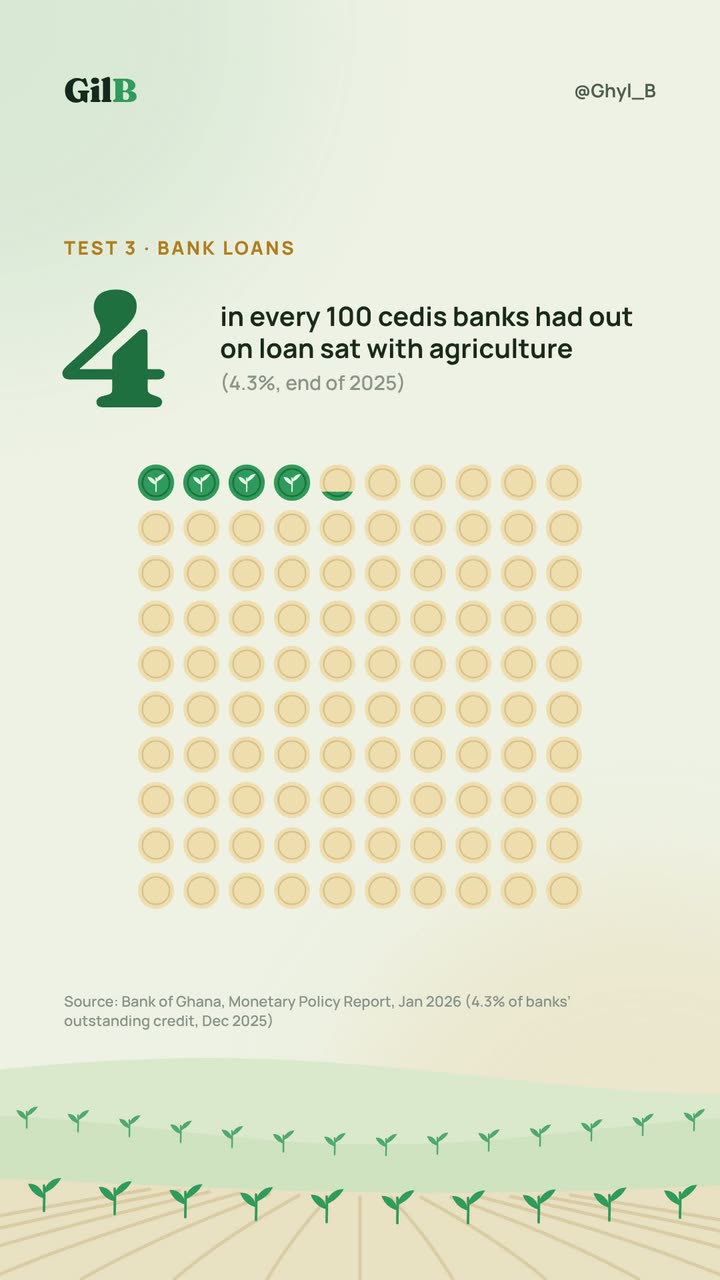 GilB
@Ghyl_B
TEST 3 · BANK LOANS
4
in every 100 cedis banks had out
on loan sat with agriculture
(4.3%, end of 2025)
Source: Bank of Ghana, Monetary Policy Report, Jan 2026 (4.3% of banks'
outstanding credit, Dec 2025)